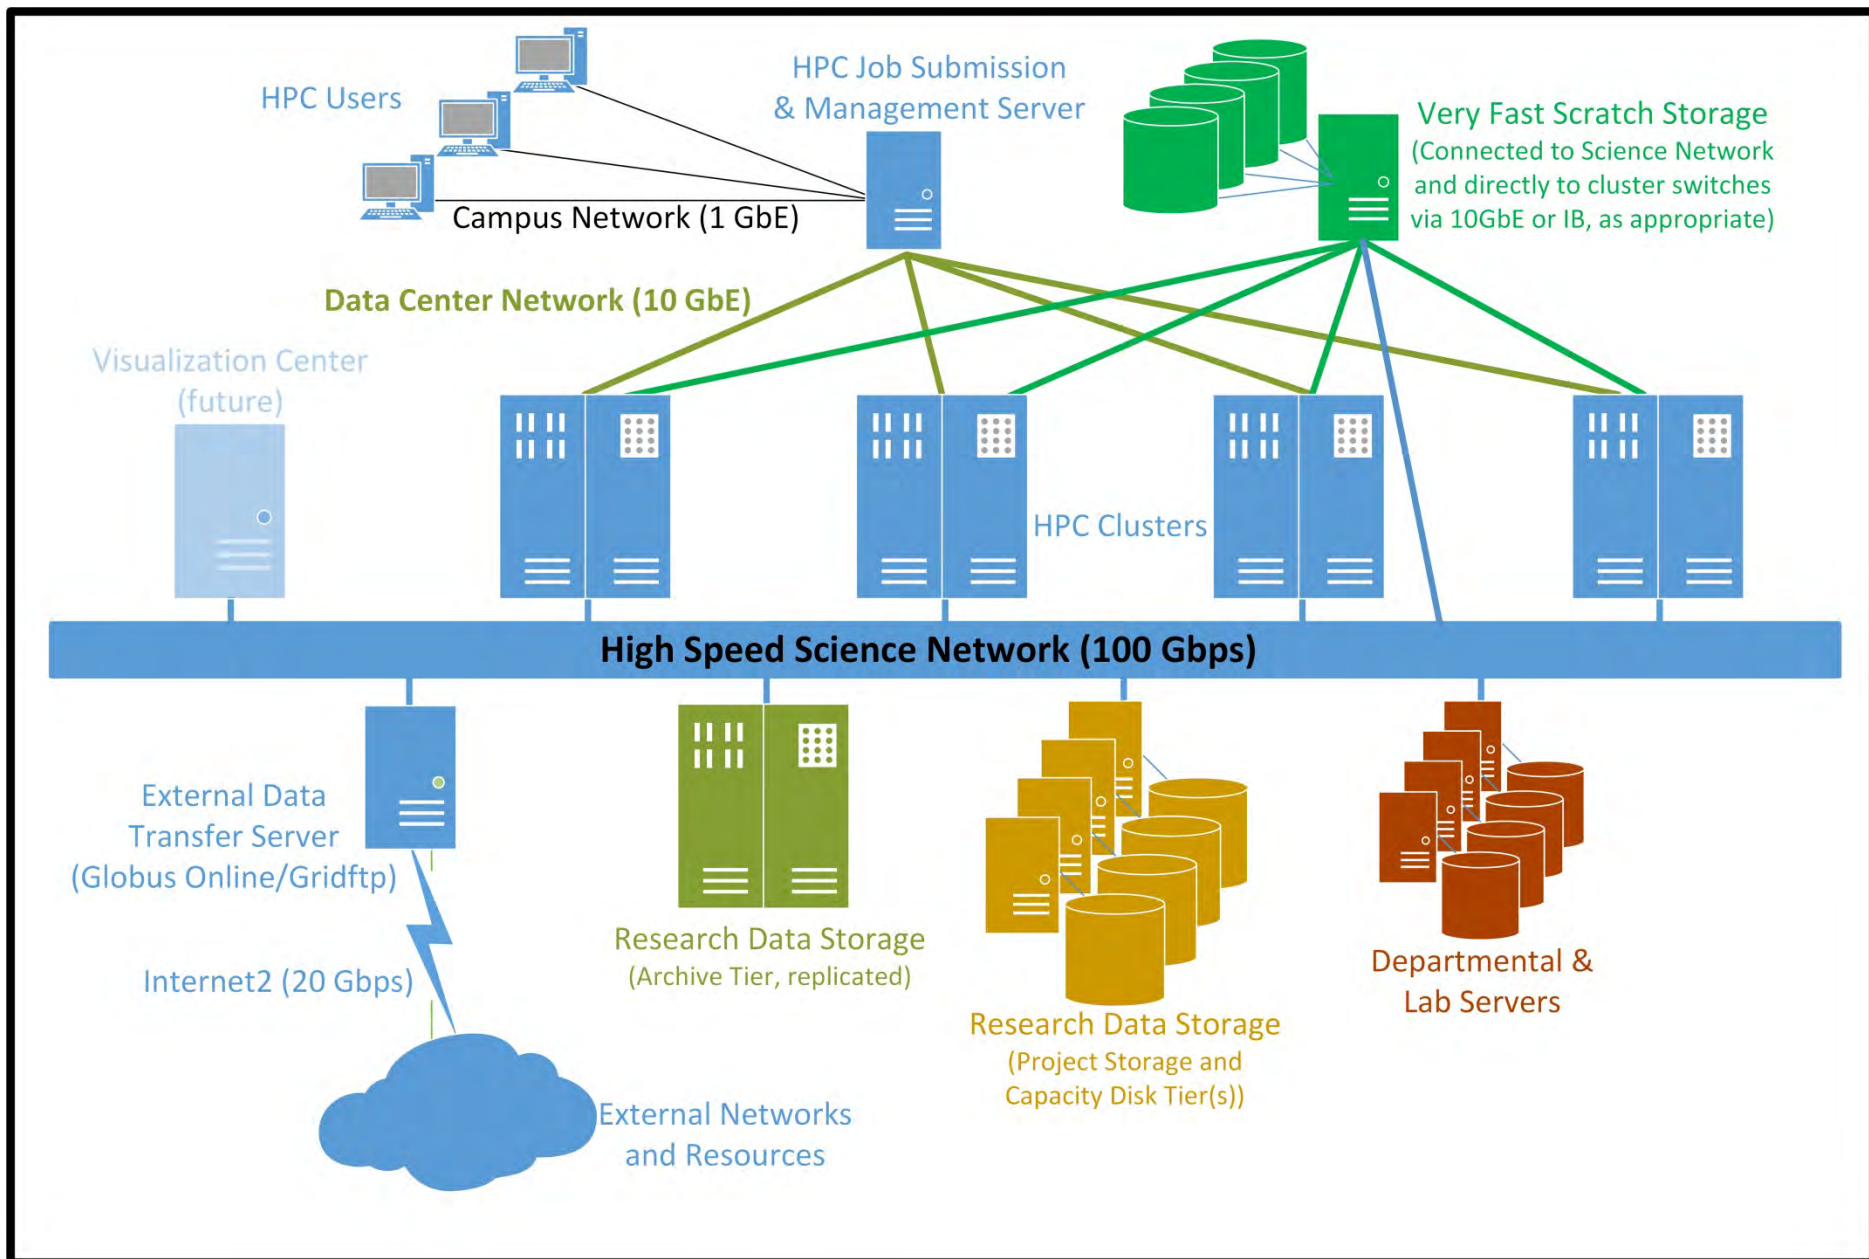 HPC Users
HPC Job Submission
& Management Server
Very Fast Scratch Storage
(Connected to Science Network
and directly to cluster switches
via 10GbE or IB, as appropriate)
Campus Network (1 GbE)
Data Center Network (10 GbE)
Visualization Center
(future)
HPC Clusters
High Speed Science Network (100 Gbps)
External Data
Transfer Server
(Globus Online/Gridftp)
Internet2 (20 Gbps)
External Networks
and Resources
Research Data Storage
(Archive Tier, replicated)
Research Data Storage
(Project Storage and
Capacity Disk Tier(s))
Departmental &
Lab Servers